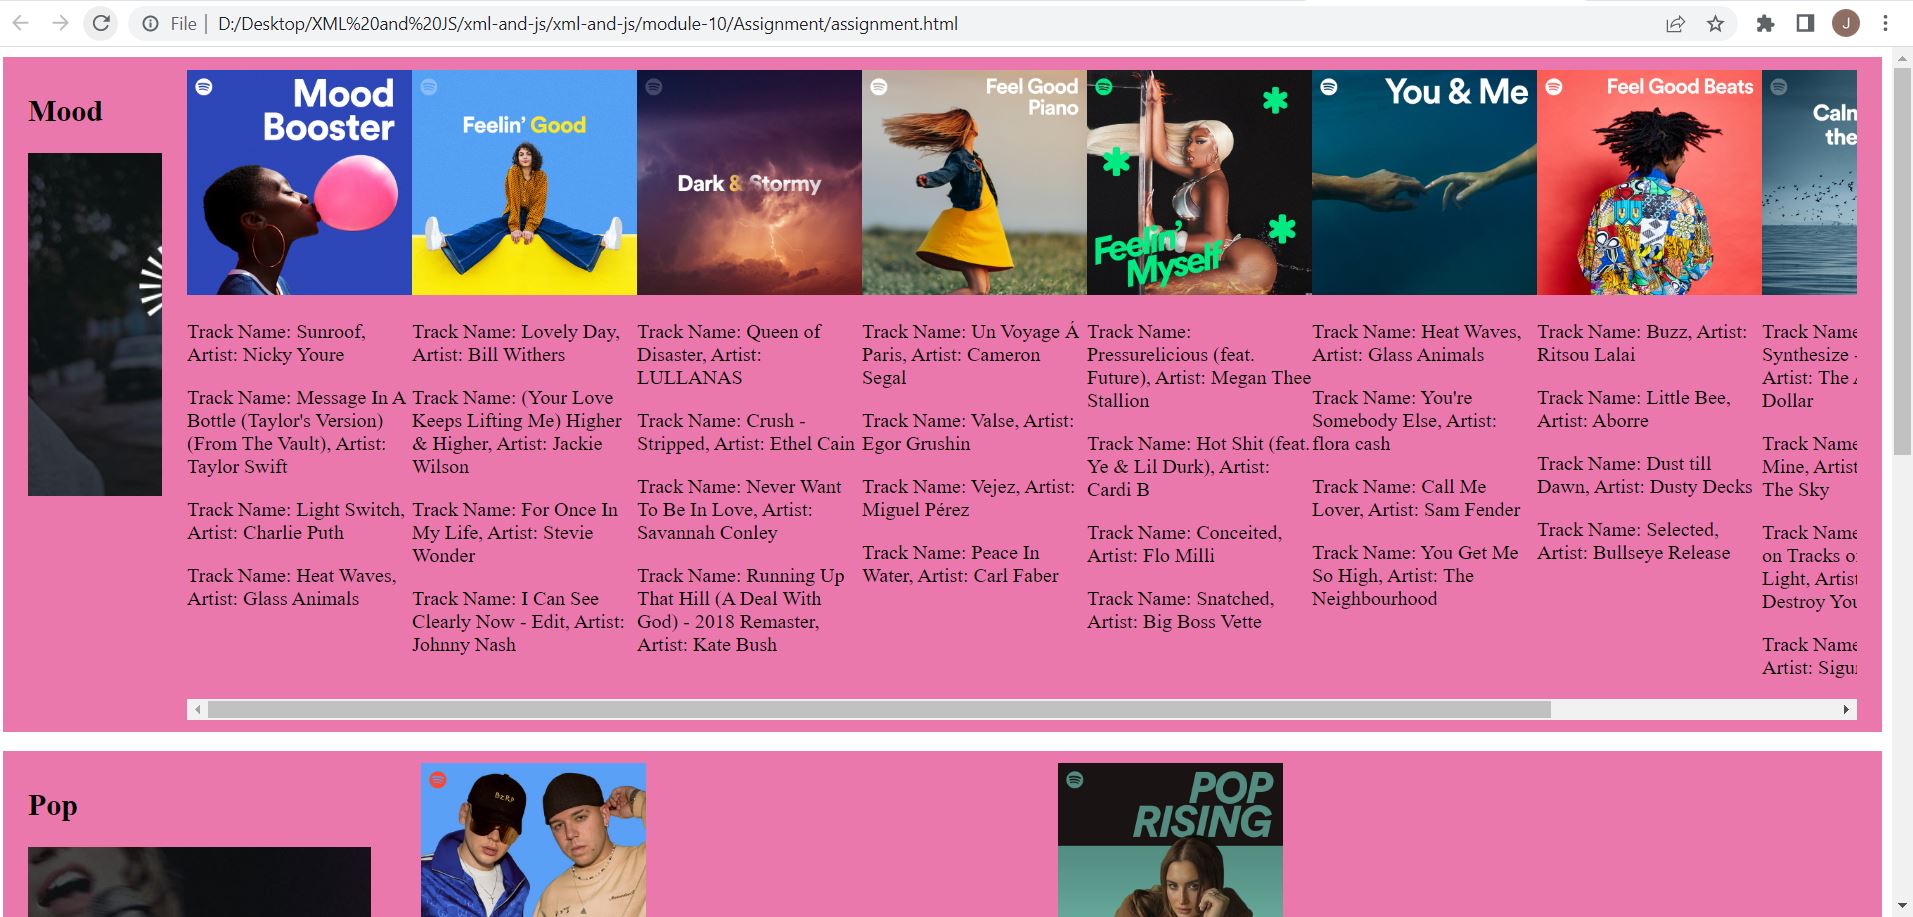 File | D:/Desktop/XML%20and%20JS/xml-and-js/xml-and-js/module-10/Assignment/assignment.html
J
Mood
Mood
Booster
Track Name: Sunroof,
Artist: Nicky Youre
Track Name: Message In A
Bottle (Taylor's Version)
(From The Vault), Artist:
Taylor Swift
Track Name: Light Switch,
Artist: Charlie Puth
Track Name: Heat Waves,
Artist: Glass Animals
Feelin' Good
Track Name: Lovely Day,
Artist: Bill Withers
Track Name: (Your Love
Keeps Lifting Me) Higher
& Higher, Artist: Jackie
Wilson
Track Name: For Once In
My Life, Artist: Stevie
Wonder
Track Name: I Can See
Clearly Now - Edit, Artist:
Johnny Nash
Dark & Stormy
Track Name: Queen of
Disaster, Artist:
LULLANAS
Track Name: Crush -
Stripped, Artist: Ethel Cain
Track Name: Never Want
To Be In Love, Artist:
Savannah Conley
Track Name: Running Up
That Hill (A Deal With
God) - 2018 Remaster,
Artist: Kate Bush
Feel Good
Piano
Track Name: Un Voyage Á
Paris, Artist: Cameron
Segal
Track Name: Valse, Artist:
Egor Grushin
Track Name: Vejez, Artist:
Miguel Pérez
Track Name: Peace In
Water, Artist: Carl Faber
Feelin'
Myself
Track Name:
Pressurelicious (feat.
Future), Artist: Megan Thee
Stallion
Track Name: Hot Shit (feat.
Ye & Lil Durk), Artist:
Cardi B
Track Name: Conceited,
Artist: Flo Milli
Track Name: Snatched,
Artist: Big Boss Vette
You & Me
Track Name: Heat Waves,
Artist: Glass Animals
Track Name: You're
Somebody Else, Artist:
flora cash
Track Name: Call Me
Lover, Artist: Sam Fender
Track Name: You Get Me
So High, Artist: The
Neighbourhood
Feel Good Beats
Track Name: Buzz, Artist:
Ritsou Lalai
Track Name: Little Bee,
Artist: Aborre
Track Name: Dust till
Dawn, Artist: Dusty Decks
Track Name: Selected,
Artist: Bullseye Release
the
Track Name
Synthesize -
Artist: The
Dollar
Track Name
Mine, Artist
The Sky
Track Name
on Tracks
Light, Artist
Destroy You
Track Name
Artist: Sigur
Pop
BZRP
POP
RISING